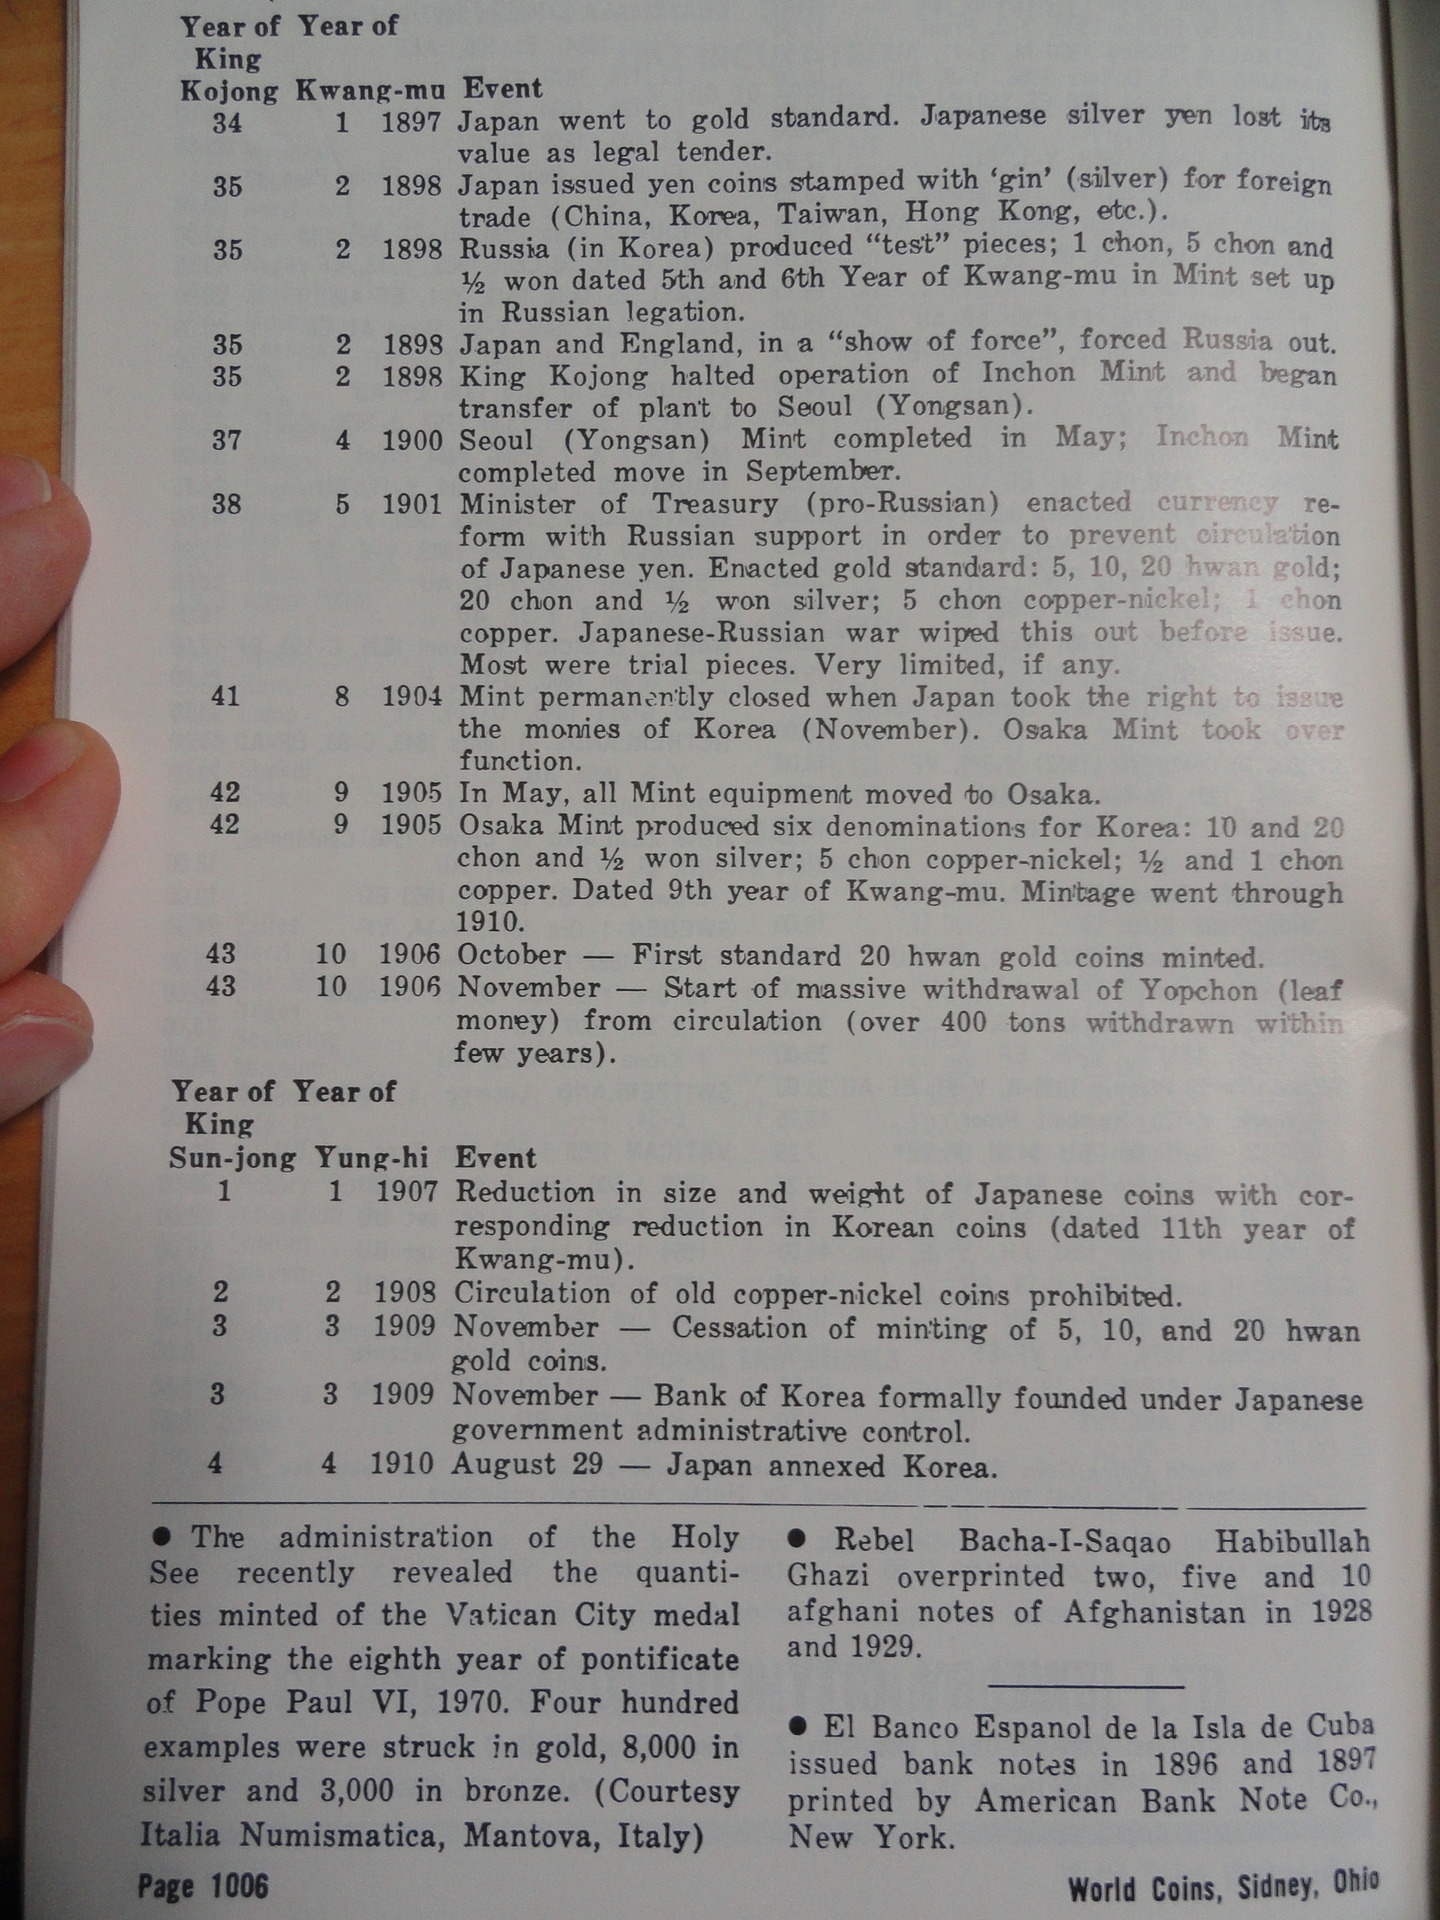 Year of Year of
King
Kojong Kwang-mu Event
34 1 1897 Japan went to gold standard. Japanese silver yen lost its
value as legal tender.
35 2 1898 Japan issued yen coins stamped with ‘gin’ (silver) for foreign
trade (China, Korea, Taiwan, Hong Kong, etc.).
35 2 1898 Russia (in Korea) produced “test” pieces; 1 chon, 5 chon and
½ won dated 5th and 6th Year of Kwang-mu in Mint set up
in Russian legation.
35 2 1898 Japan and England, in a “show of force”, forced Russia out.
35 2 1898 King Kojong halted operation of Inchon Mint and began
transfer of plant to Seoul (Yongsan).
37 4 1900 Seoul (Yongsan) Mint completed in May; Inchon Mint
completed move in September.
38 5 1901 Minister of Treasury (pro-Russian) enacted currency re-
form with Russian support in order to prevent circulation
of Japanese yen. Enacted gold standard: 5, 10, 20 hwan gold;
20 chon and ½ won silver; 5 chon copper-nickel; 1 chon
copper. Japanese-Russian war wiped this out before issue.
Most were trial pieces. Very limited, if any.
41 8 1904 Mint permanently closed when Japan took the right to issue
the monies of Korea (November). Osaka Mint took over
function.
42 9 1905 In May, all Mint equipment moved to Osaka.
42 9 1905 Osaka Mint produced six denominations for Korea: 10 and 20
chon and ½ won silver; 5 chon copper-nickel; ½ and 1 chon
copper. Dated 9th year of Kwang-mu. Mintage went through
1910.
43 10 1906 October — First standard 20 hwan gold coins minted.
43 10 1906 November — Start of massive withdrawal of Yopchon (leaf
money) from circulation (over 400 tons withdrawn within
few years).
Year of Year of
King
Sun-jong Yung-hi Event
1 1 1907 Reduction in size and weight of Japanese coins with cor-
responding reduction in Korean coins (dated 11th year of
Kwang-mu).
2 2 1908 Circulation of old copper-nickel coins prohibited.
3 3 1909 November — Cessation of minting of 5, 10, and 20 hwan
gold coins.
3 3 1909 November — Bank of Korea formally founded under Japanese
government administrative control.
4 4 1910 August 29 — Japan annexed Korea.
● The administration of the Holy
See recently revealed the quanti-
ties minted of the Vatican City medal
marking the eighth year of pontificate
of Pope Paul VI, 1970. Four hundred
examples were struck in gold, 8,000 in
silver and 3,000 in bronze. (Courtesy
Italia Numismatica, Mantova, Italy)
● Rebel Bacha-I-Saqao Habibullah
Ghazi overprinted two, five and 10
afghani notes of Afghanistan in 1928
and 1929.
● El Banco Espanol de la Isla de Cuba
issued bank notes in 1896 and 1897
printed by American Bank Note Co.,
New York.
Page 1006
World Coins, Sidney, Ohio